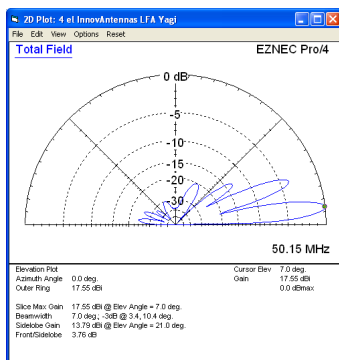 2D Plot: 4 el InnovAntennas LFA Yagi
File Edit View Options Reset
Total Field
EZNEC Pro/4
0 dB
-5
-10
-15
-20
-30
50.15 MHz
Elevation Plot
Azimuth Angle 0.0 deg.
Outer Ring 17.55 dBi
Cursor Elev 7.0 deg.
Gain 17.55 dBi
0.0 dBmax
Slice Max Gain 17.55 dBi @ Elev Angle = 7.0 deg.
Beamwidth 7.0 deg.; -3dB @ 3.4, 10.4 deg.
Sidelobe Gain 13.79 dBi @ Elev Angle = 21.0 deg.
Front/Sidelobe 3.76 dB